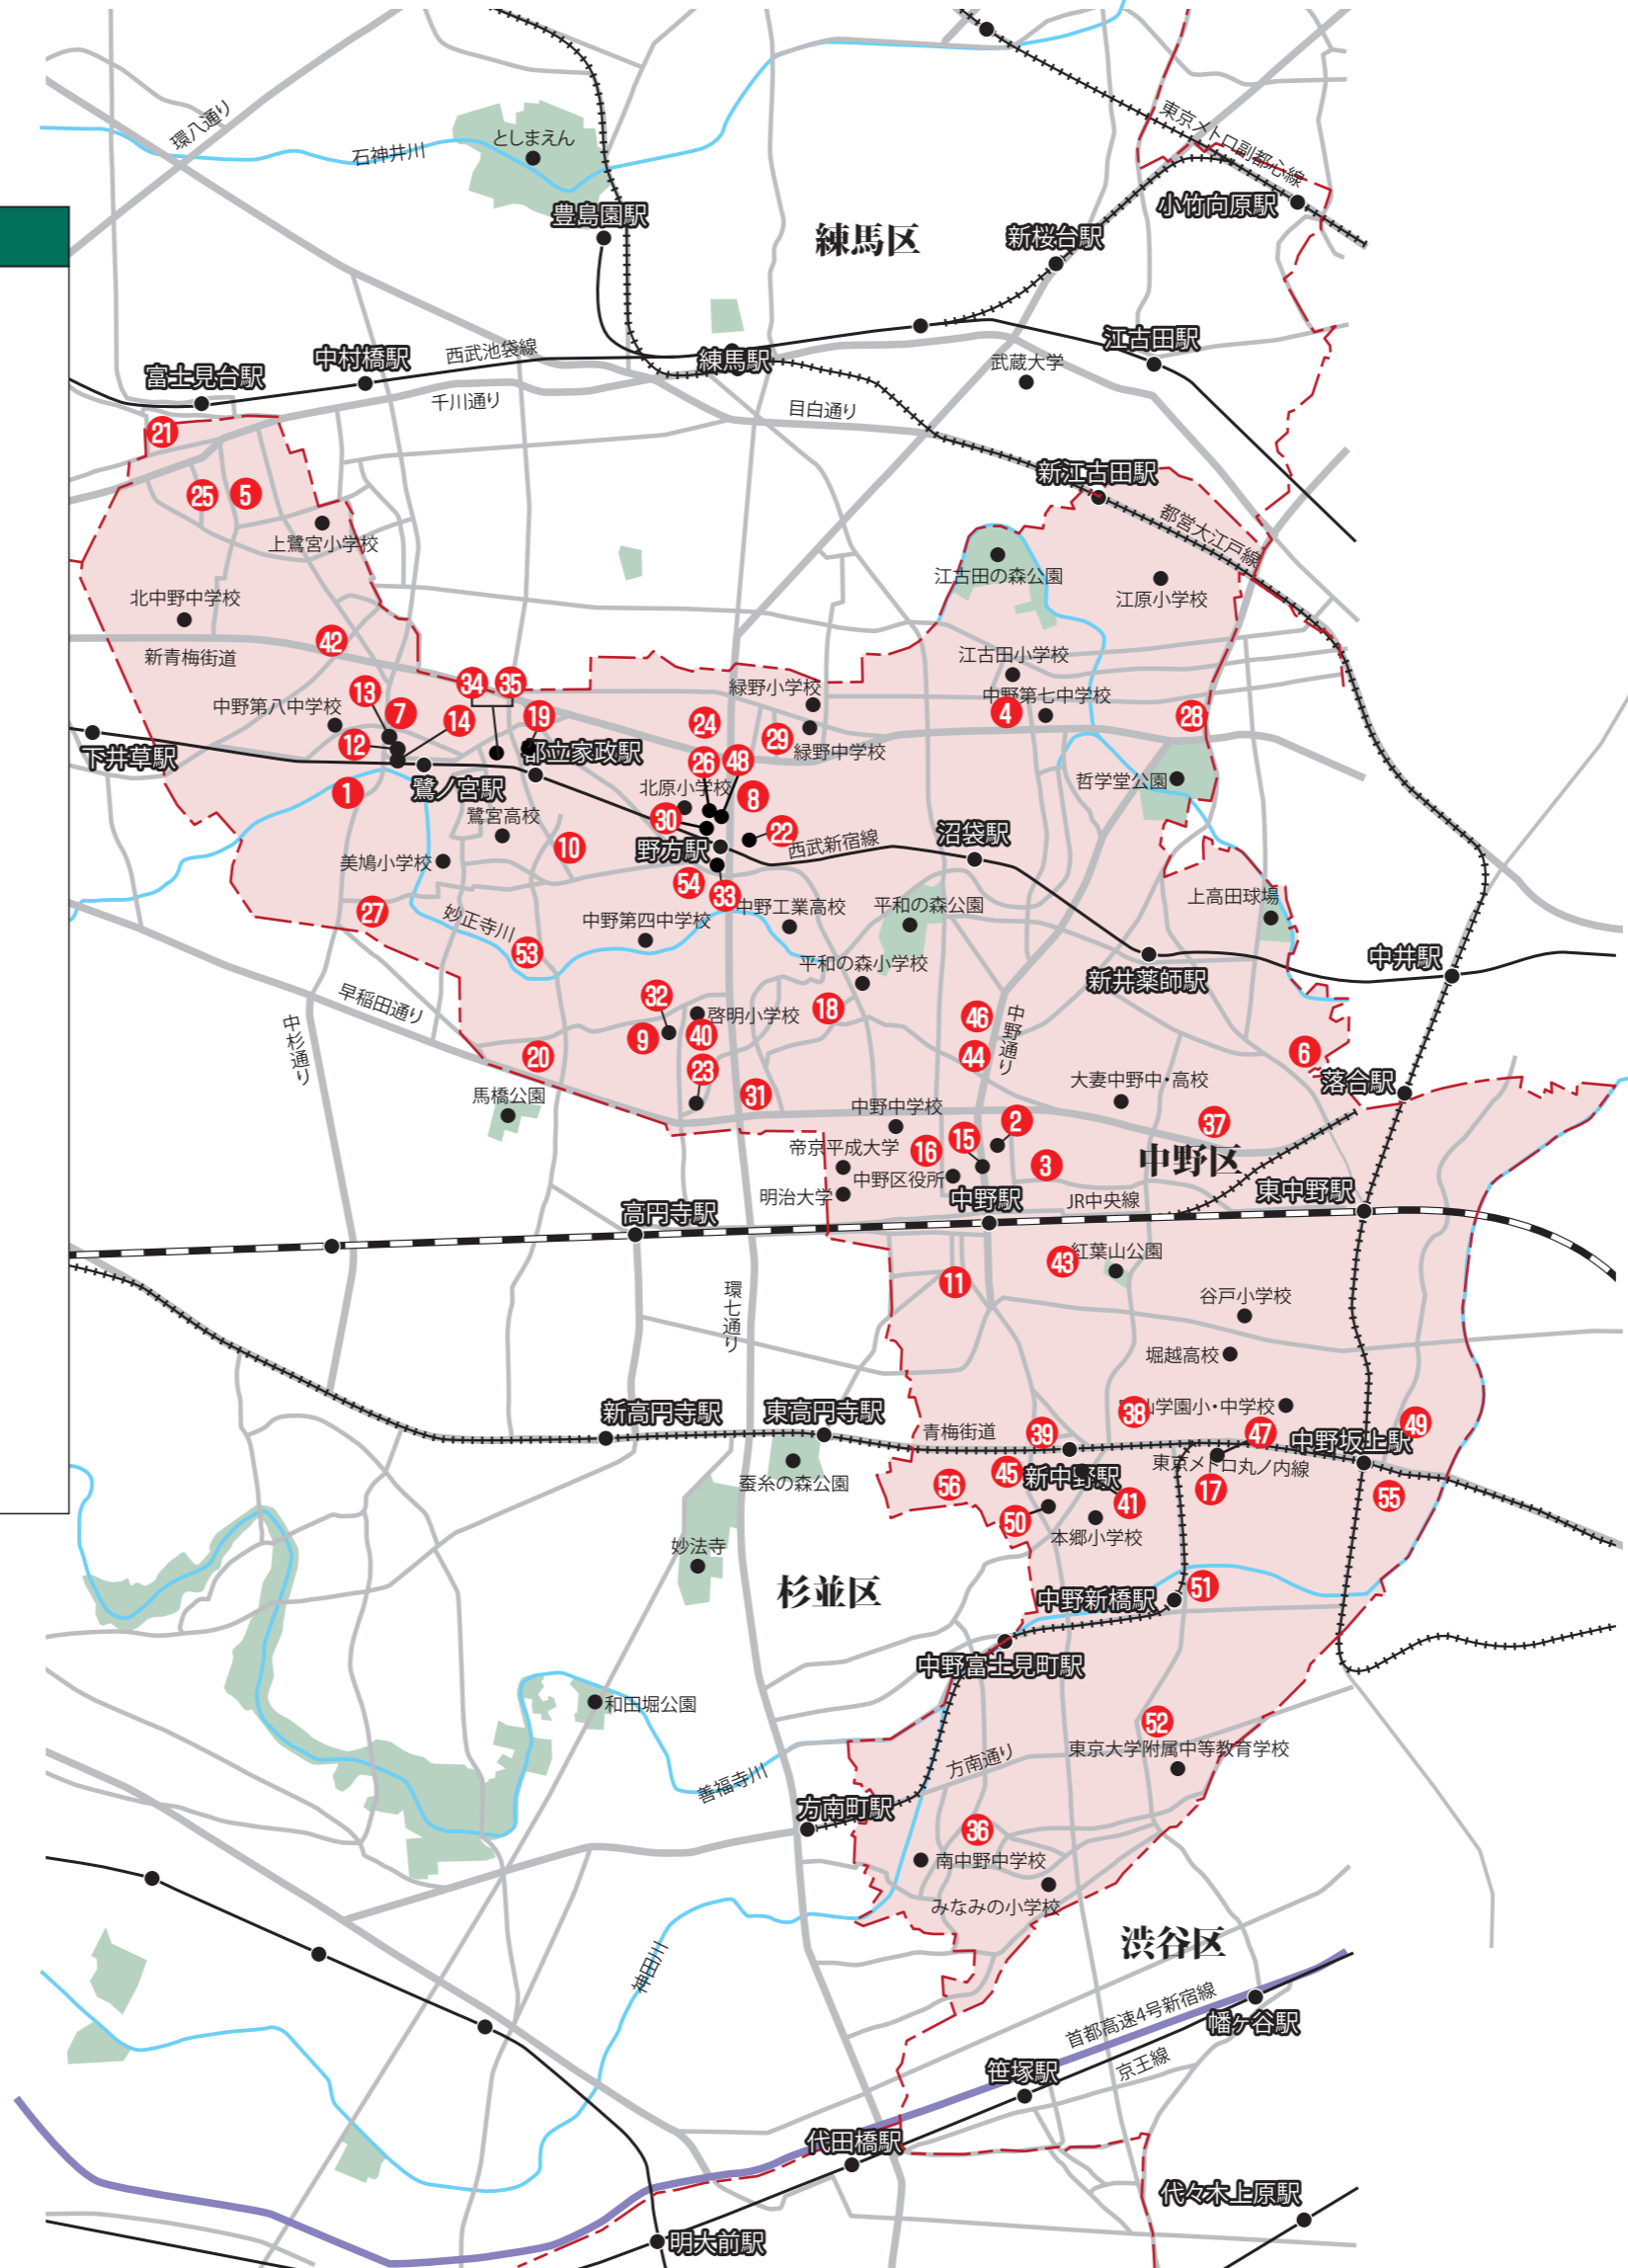 環八通り
石神井川
としまえん
豊島園駅
練馬区
新桜台駅
東京メトロ副都心線
小竹向原駅
富士見台駅
中村橋駅
西武池袋線
練馬駅
千川通り
目白通り
武蔵大学
江古田駅
21
25
5
上鷺宮小学校
新江古田駅
都営大江戸線
江古田の森公園
江原小学校
北中野中学校
42
新青梅街道
江古田小学校
中野第七中学校
4
28
34
35
13
7
14
19
12
中野第八中学校
緑野小学校
24
29
緑野中学校
26
48
下井草駅
鷺ノ宮駅
都立家政駅
1
鷺宮高校
北原小学校
8
30
22
野方駅
西武新宿線
沼袋駅
哲学堂公園
10
美鳩小学校
54
33
27
妙正寺川
53
中野第四中学校
中野工業高校
平和の森公園
上高田球場
平和の森小学校
新井薬師駅
中井駅
早稲田通り
中杉通り
32
9
啓明小学校
40
18
46
44
中野通り
6
20
23
31
馬橋公園
大妻中野中・高校
落合駅
中野中学校
2
37
帝京平成大学
16
15
3
中野区
中野区役所
明治大学
中野駅
JR中央線
東中野駅
高円寺駅
43
紅葉山公園
11
環七通り
谷戸小学校
堀越高校
新高円寺駅
東高円寺駅
青梅街道
39
38
山学園小・中学校
47
中野坂上駅
49
蚕糸の森公園
56
45
新中野駅
東京メトロ丸ノ内線
17
55
50
41
本郷小学校
妙法寺
杉並区
51
中野新橋駅
中野富士見町駅
和田堀公園
52
東京大学附属中等教育学校
善福寺川
方南通り
方南町駅
36
南中野中学校
みなみの小学校
渋谷区
神田川
首都高速4号新宿線
幡ヶ谷駅
笹塚駅
京王線
代田橋駅
代々木上原駅
明大前駅